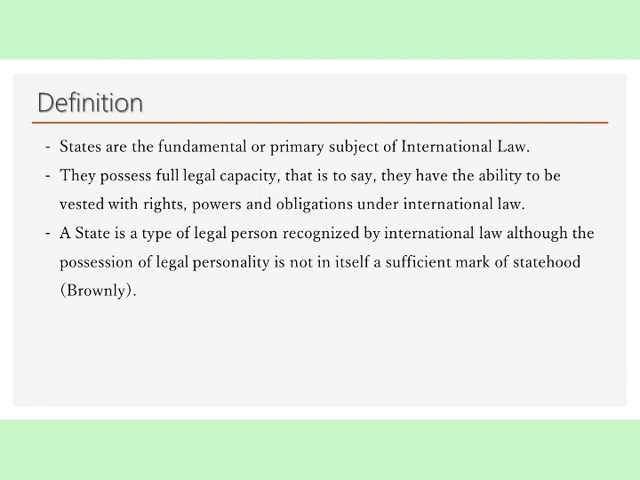 Definition
- States are the fundamental or primary subject of International Law.
- They possess full legal capacity, that is to say, they have the ability to be
vested with rights, powers and obligations under international law.
- A State is a type of legal person recognized by international law although the
possession of legal personality is not in itself a sufficient mark of statehood
(Brownly).